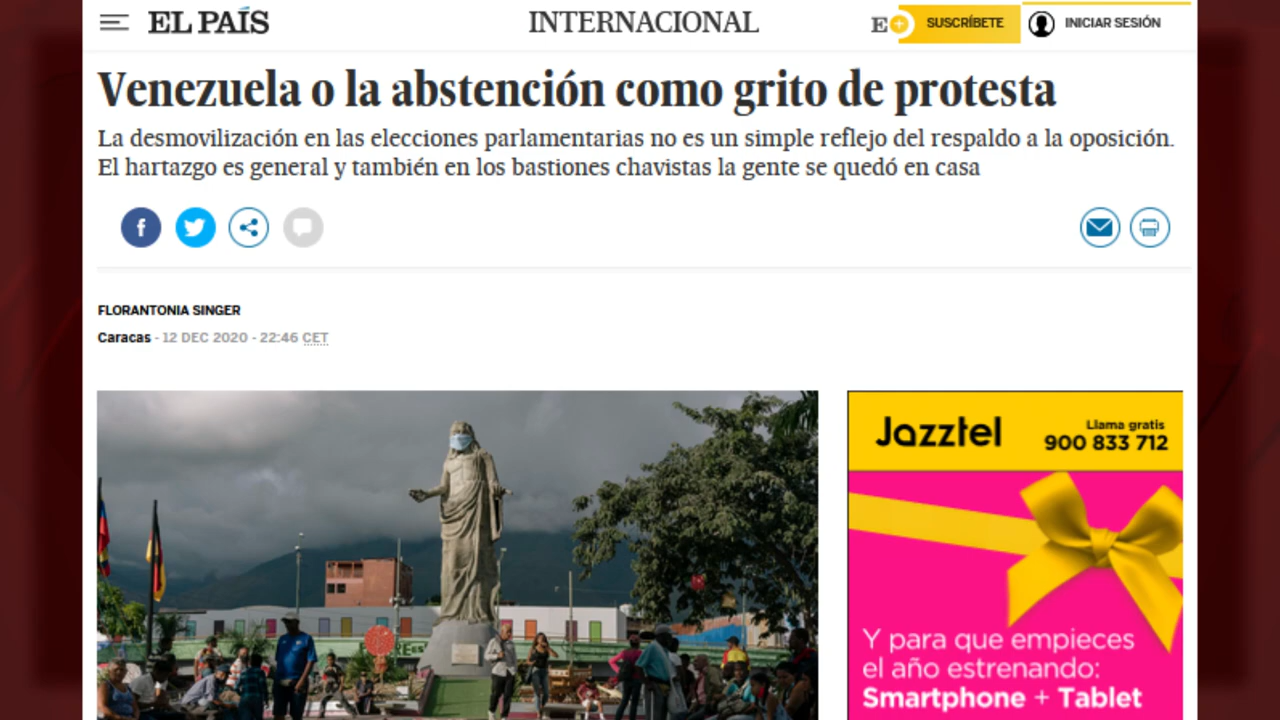 EL PAÍS
INTERNACIONAL
E+
SUSCRÍBETE
INICIAR SESIÓN
Venezuela o la abstención como grito de protesta
La desmovilización en las elecciones parlamentarias no es un simple reflejo del respaldo a la oposición.
El hartazgo es general y también en los bastiones chavistas la gente se quedó en casa
f
FLORANTONIA SINGER
Caracas - 12 DEC 2020 - 22:46 CET
Jazztel
Llama gratis
900 833 712
Y para que empieces
el año estrenando:
Smartphone + Tablet